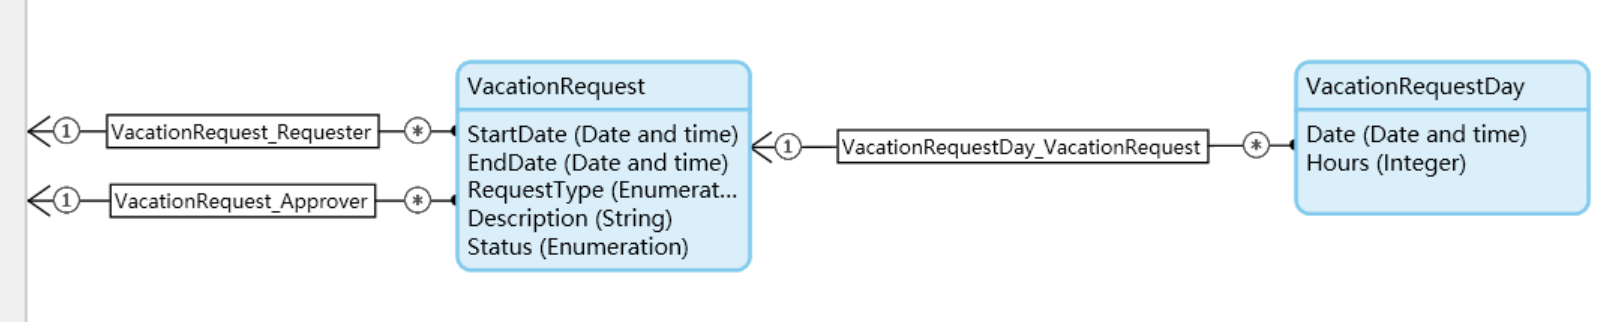 VacationRequest
StartDate (Date and time)
EndDate (Date and time)
RequestType (Enumerat...
Description (String)
Status (Enumeration)
1
VacationRequest_Requester
*
1
VacationRequest_Approver
*
1
VacationRequestDay_VacationRequest
*
VacationRequestDay
Date (Date and time)
Hours (Integer)